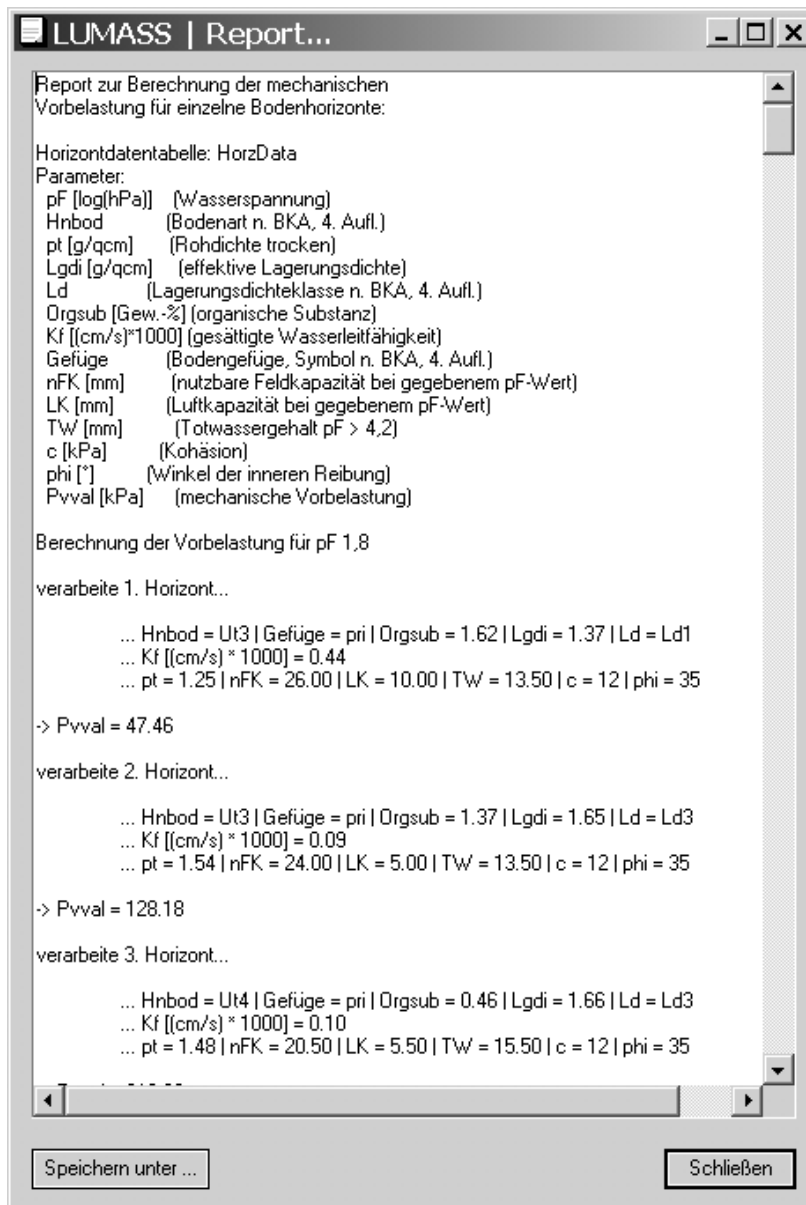 LUMASS | Report...
Report zur Berechnung der mechanischen
Vorbelastung für einzelne Bodenhorizonte:
Horizontdatentabelle: HorzData
Parameter:
pF [log(hPa)] (Wasserspannung)
Hnbod (Bodenart n. BKA, 4. Aufl.)
pt [g/qcm] (Rohdichte trocken)
Lgdi [g/qcm] (effektive Lagerungsdichte)
Ld (Lagerungsdichteklasse n. BKA, 4. Aufl.)
Orgsub [Gew.-%] (organische Substanz)
Kf [(cm/s)*1000] (gesättigte Wasserleitfähigkeit)
Gefüge (Bodengefüge, Symbol n. BKA, 4. Aufl.)
nFK [mm] (nutzbare Feldkapazität bei gegebenem pF-Wert)
LK [mm] (Luftkapazität bei gegebenem pF-Wert)
TW [mm] (Totwassergehalt pF > 4,2)
c [kPa] (Kohäsion)
phi [°] (Winkel der inneren Reibung)
Pvval [kPa] (mechanische Vorbelastung)
Berechnung der Vorbelastung für pF 1,8
verarbeite 1. Horizont...
... Hnbod = Ut3 | Gefüge = pri | Orgsub = 1.62 | Lgdi = 1.37 | Ld = Ld1
... Kf [(cm/s) * 1000] = 0.44
... pt = 1.25 | nFK = 26.00 | LK = 10.00 | TW = 13.50 | c = 12 | phi = 35
-> Pvval = 47.46
verarbeite 2. Horizont...
... Hnbod = Ut3 | Gefüge = pri | Orgsub = 1.37 | Lgdi = 1.65 | Ld = Ld3
... Kf [(cm/s) * 1000] = 0.09
... pt = 1.54 | nFK = 24.00 | LK = 5.00 | TW = 13.50 | c = 12 | phi = 35
-> Pvval = 128.18
verarbeite 3. Horizont...
... Hnbod = Ut4 | Gefüge = pri | Orgsub = 0.46 | Lgdi = 1.66 | Ld = Ld3
... Kf [(cm/s) * 1000] = 0.10
... pt = 1.48 | nFK = 20.50 | LK = 5.50 | TW = 15.50 | c = 12 | phi = 35
Speichern unter ...
Schließen